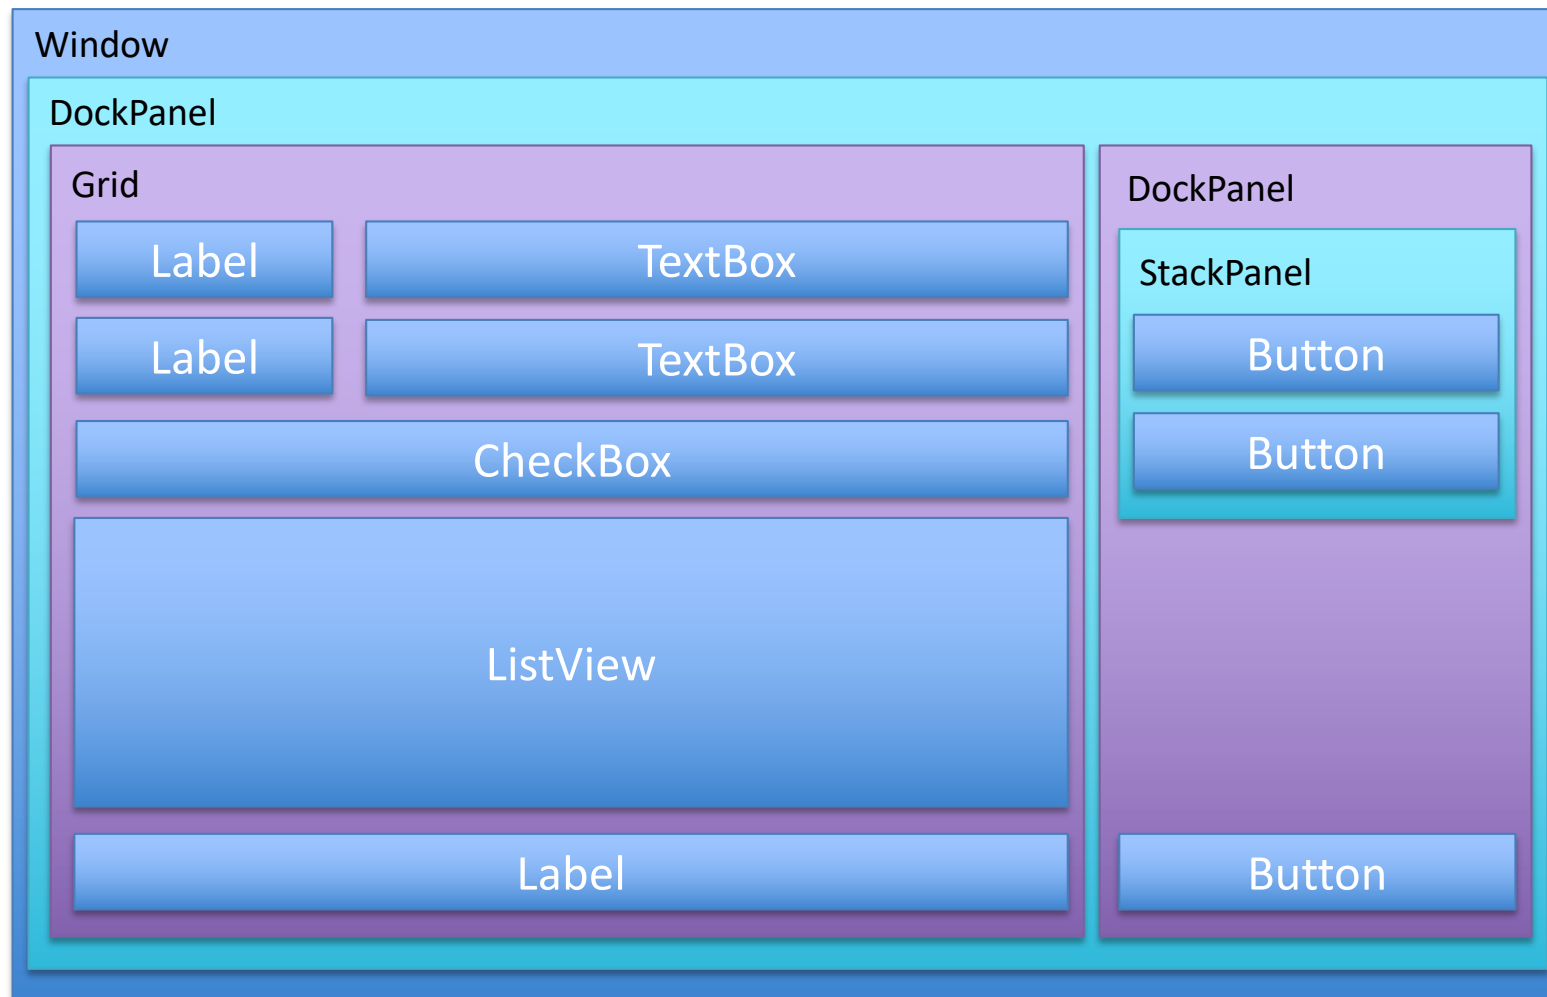 Window
DockPanel
Grid
Label
TextBox
Label
TextBox
CheckBox
ListView
Label
DockPanel
StackPanel
Button
Button
Button